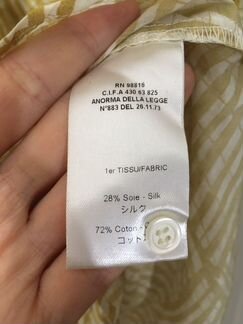 RN 98816
C.I.F.A 430.63.825
ANORMA DELLA LEGGE
N°883 DEL 26.11.73
1er TISSU/FABRIC
28% Soie - Silk
シルク
72% Coton -
コット